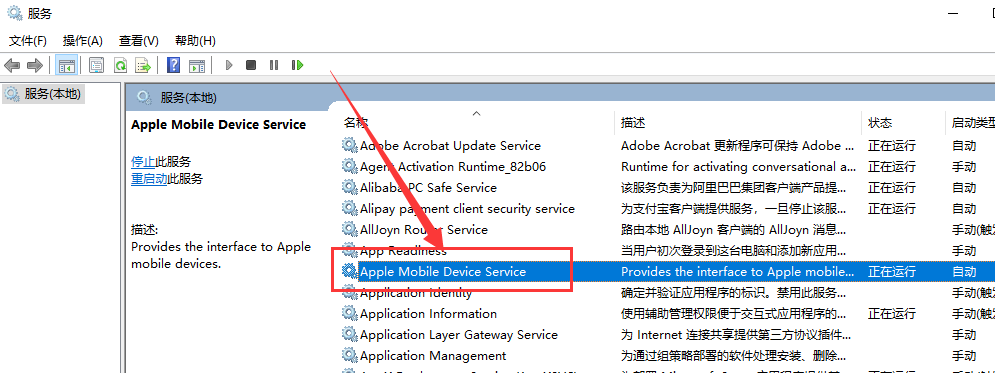 服务
文件(F) 操作(A) 查看(V) 帮助(H)
服务(本地)
服务(本地)
Apple Mobile Device Service
停止此服务
重启动此服务
描述:
Provides the interface to Apple
mobile devices.
名称 描述 状态 启动类型
Adobe Acrobat Update Service Adobe Acrobat 更新程序可保持 Adobe ... 正在运行 自动
Agent Activation Runtime_82b06 Runtime for activating conversational a... 正在运行 手动
Alibaba PC Safe Service 该服务负责为阿里巴巴集团客户端产品提... 正在运行 自动
Alipay payment client security service 为支付宝客户端提供服务，一旦停止该服... 正在运行 自动
AllJoyn Router Service 路由本地 AllJoyn 客户端的 AllJoyn 消息... 手动(触
App Readiness 当用户初次登录到这台电脑和添加新应用... 手动
Apple Mobile Device Service Provides the interface to Apple mobile... 正在运行 自动
Application Identity 确定并验证应用程序的标识。禁用此服务... 手动(触
Application Information 使用辅助管理权限便于交互式应用程序的... 正在运行 手动(触
Application Layer Gateway Service 为 Internet 连接共享提供第三方协议插件... 手动
Application Management 为通过组策略部署的软件处理安装、删除... 手动